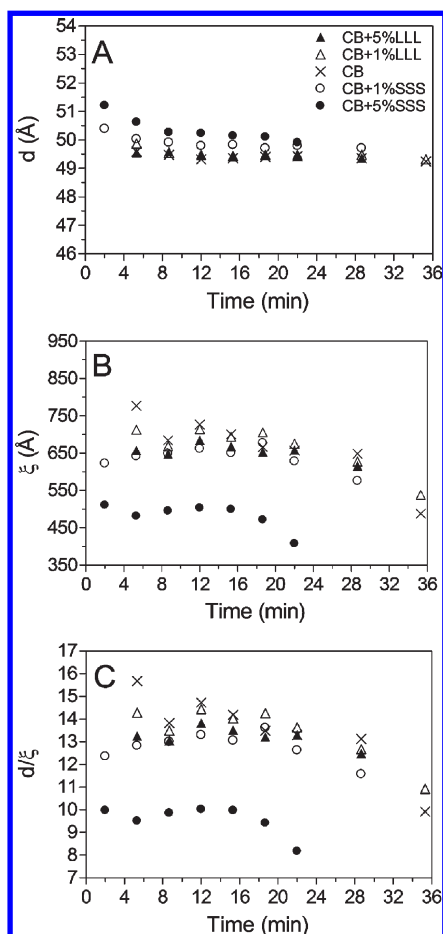 A
54
53
52
51
50
49
48
47
46
d (Å)
▲ CB+5%LLL
△ CB+1%LLL
× CB
○ CB+1%SSS
● CB+5%SSS
0 4 8 12 16 20 24 28 32 36
Time (min)
B
950
850
750
650
550
450
350
ξ (Å)
0 4 8 12 16 20 24 28 32 36
Time (min)
C
17
16
15
14
13
12
11
10
9
8
7
d/ξ
0 4 8 12 16 20 24 28 32 36
Time (min)